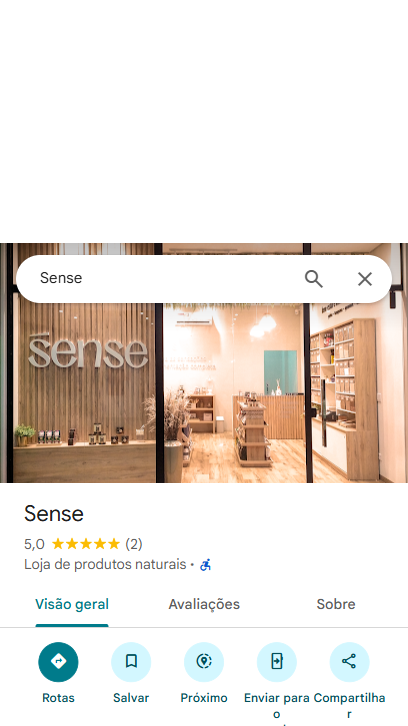 Sense
sense
Sense
5,0 (2)
Loja de produtos naturais ·
Visão geral Avaliações Sobre
Rotas Salvar Próximo Enviar para Compartilha
o r